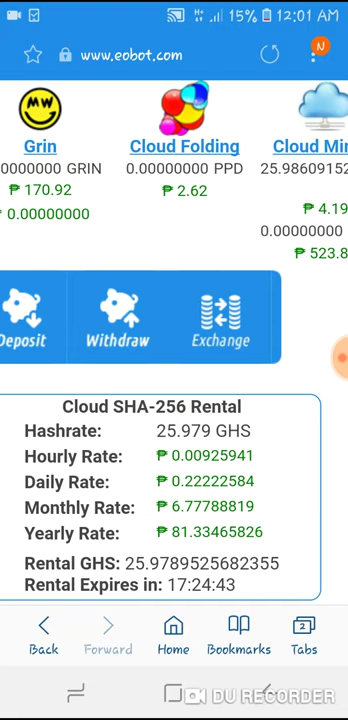 15% 12:01 AM
www.eobot.com
N
MW
Grin
Cloud Folding
Cloud Min
0000000 GRIN
0.00000000 PPD
25.98609152
₱ 170.92
₱ 2.62
₱ 4.19
0.00000000
0.00000000
₱ 523.8
Deposit
Withdraw
Exchange
Cloud SHA-256 Rental
Hashrate: 25.979 GHS
Hourly Rate: ₱ 0.00925941
Daily Rate: ₱ 0.22222584
Monthly Rate: ₱ 6.77788819
Yearly Rate: ₱ 81.33465826
Rental GHS: 25.9789525682355
Rental Expires in: 17:24:43
Back
Forward
Home
Bookmarks
2
Tabs
DU RECORDER